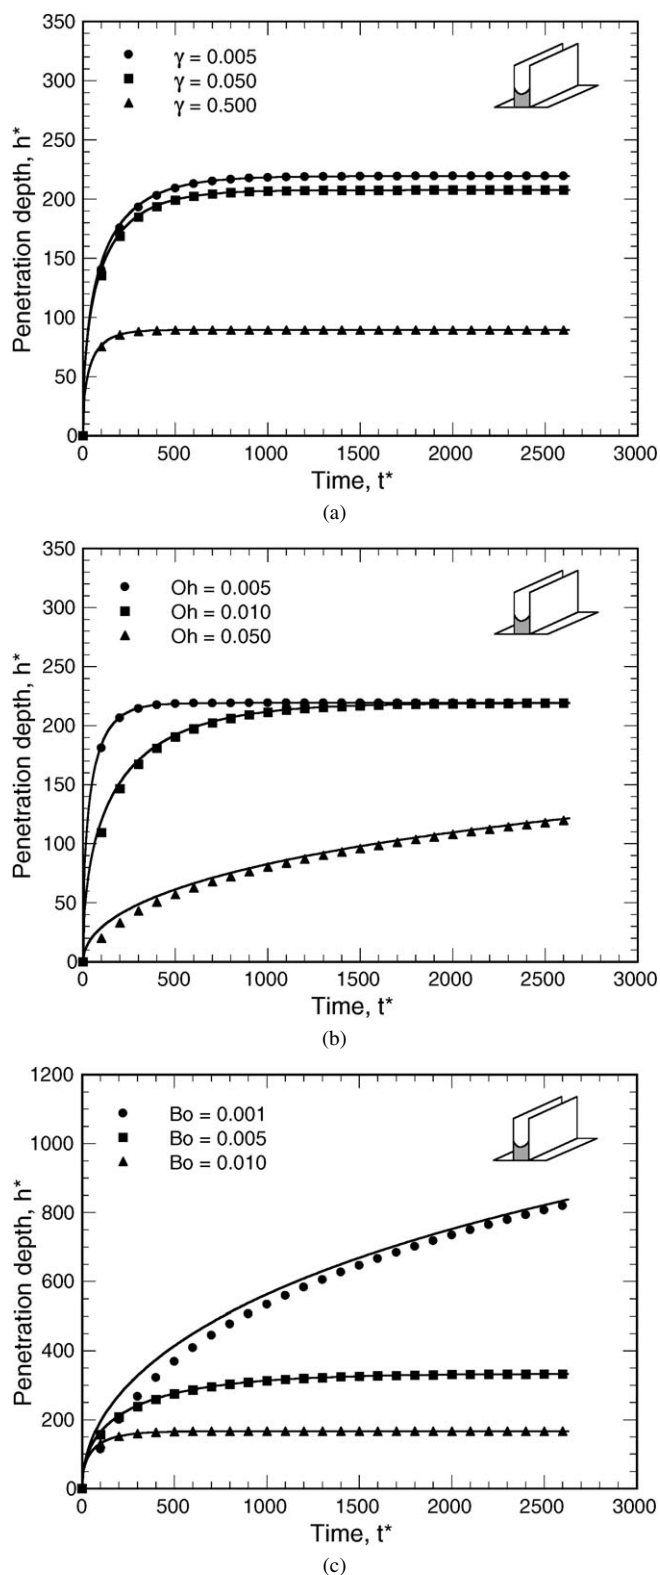 350
300
250
200
150
100
50
0
Penetration depth, h*
γ = 0.005
γ = 0.050
γ = 0.500
0 500 1000 1500 2000 2500 3000
Time, t*
(a)
350
300
250
200
150
100
50
0
Penetration depth, h*
Oh = 0.005
Oh = 0.010
Oh = 0.050
0 500 1000 1500 2000 2500 3000
Time, t*
(b)
1200
1000
800
600
400
200
0
Penetration depth, h*
Bo = 0.001
Bo = 0.005
Bo = 0.010
0 500 1000 1500 2000 2500 3000
Time, t*
(c)